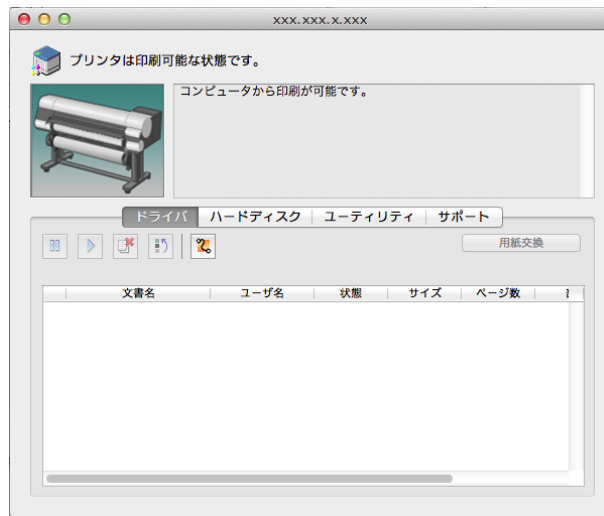 xxx.xxx.x.xxx
プリンタは印刷可能な状態です。
コンピュータから印刷が可能です。
ドライバ ハードディスク ユーティリティ サポート
用紙交換
文書名 ユーザ名 状態 サイズ ページ数